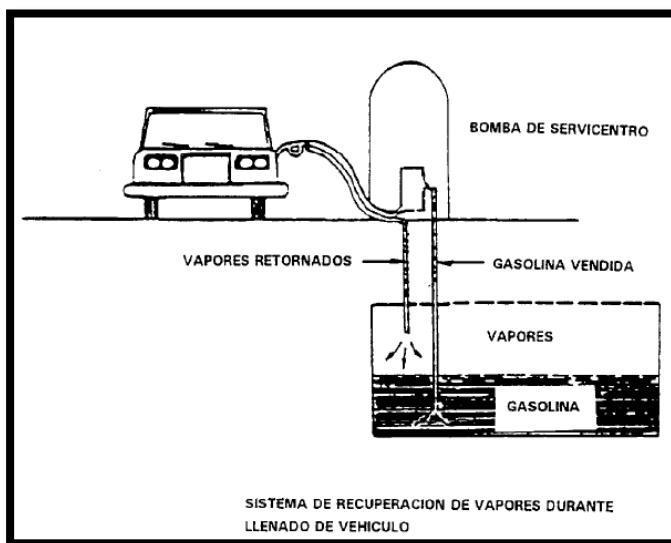 BOMBA DE SERVICENTRO
VAPORES RETORNADOS
GASOLINA VENDIDA
VAPORES
GASOLINA
SISTEMA DE RECUPERACION DE VAPORES DURANTE
LLENADO DE VEHICULO